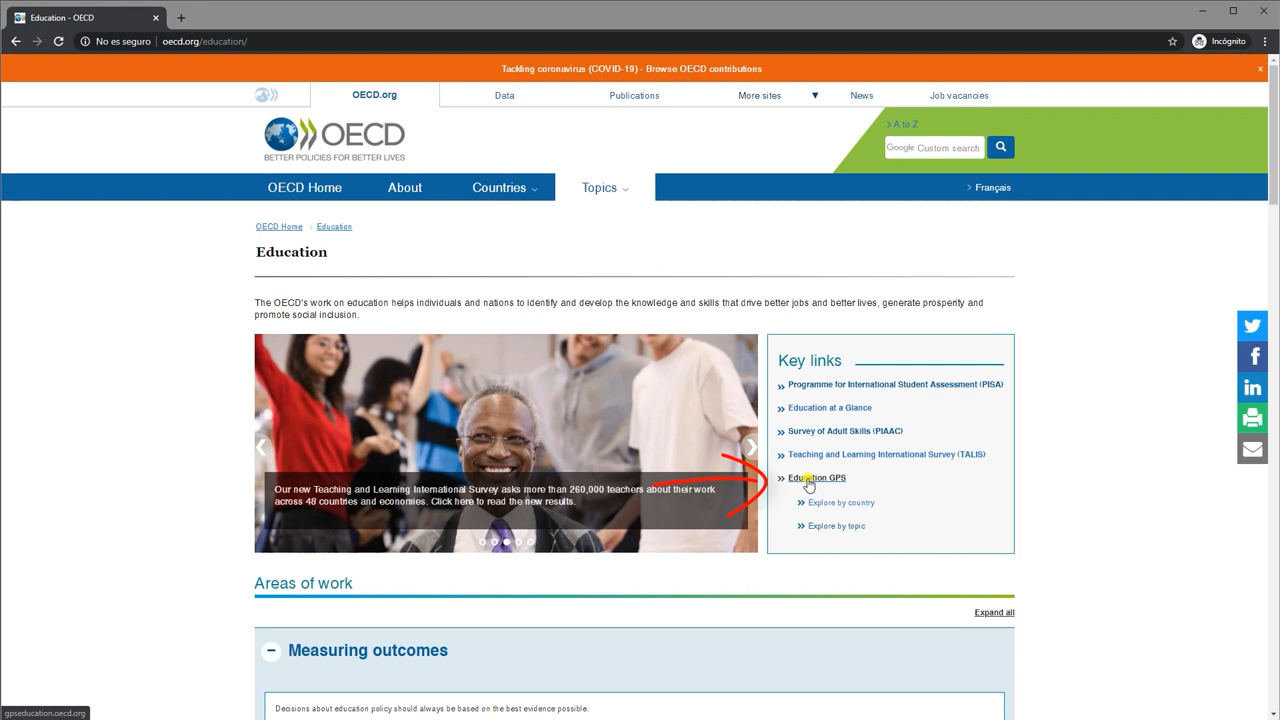 Education - OECD
No es seguro oecd.org/education/
Incógnito
Tackling coronavirus (COVID-19) - Browse OECD contributions
x
OECD.org Data Publications More sites ▼ News Job vacancies
> A to Z
OECD
BETTER POLICIES FOR BETTER LIVES
Google Custom search
OECD Home About Countries Topics > Français
OECD Home > Education
Education
The OECD's work on education helps individuals and nations to identify and develop the knowledge and skills that drive better jobs and better lives, generate prosperity and
promote social inclusion.
Key links
Programme for International Student Assessment (PISA)
Education at a Glance
Survey of Adult Skills (PIAAC)
Teaching and Learning International Survey (TALIS)
Education GPS
Explore by country
Explore by topic
Our new Teaching and Learning International Survey asks more than 260,000 teachers about their work
across 48 countries and economies. Click here to read the new results.
Areas of work
Expand all
Measuring outcomes
Decisions about education policy should always be based on the best evidence possible.
gpseducation.oecd.org